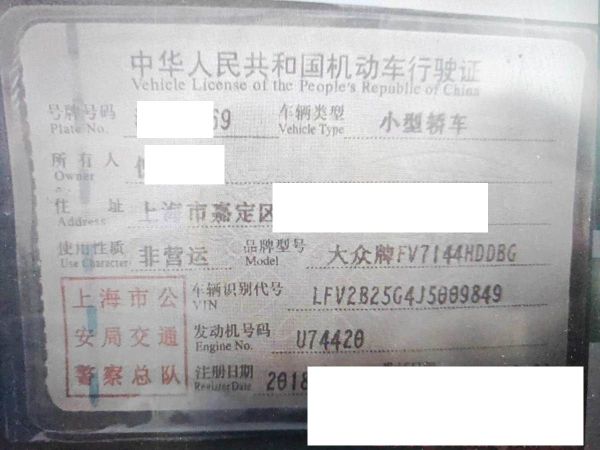 中华人民共和国机动车行驶证
Vehicle License of the People's Republic of China
号牌号码 69 车辆类型 小型轿车
Plate No. Vehicle Type
所有人
Owner
住址 上海市嘉定区
Address
使用性质 非营运 品牌型号 大众牌FV7144HDDBG
Use Character Model
上海市公 车辆识别代号 LFV2B25G4J5009849
VIN
安局交通 发动机号码 U74420
Engine No.
警察总队 注册日期 2018
Register Date